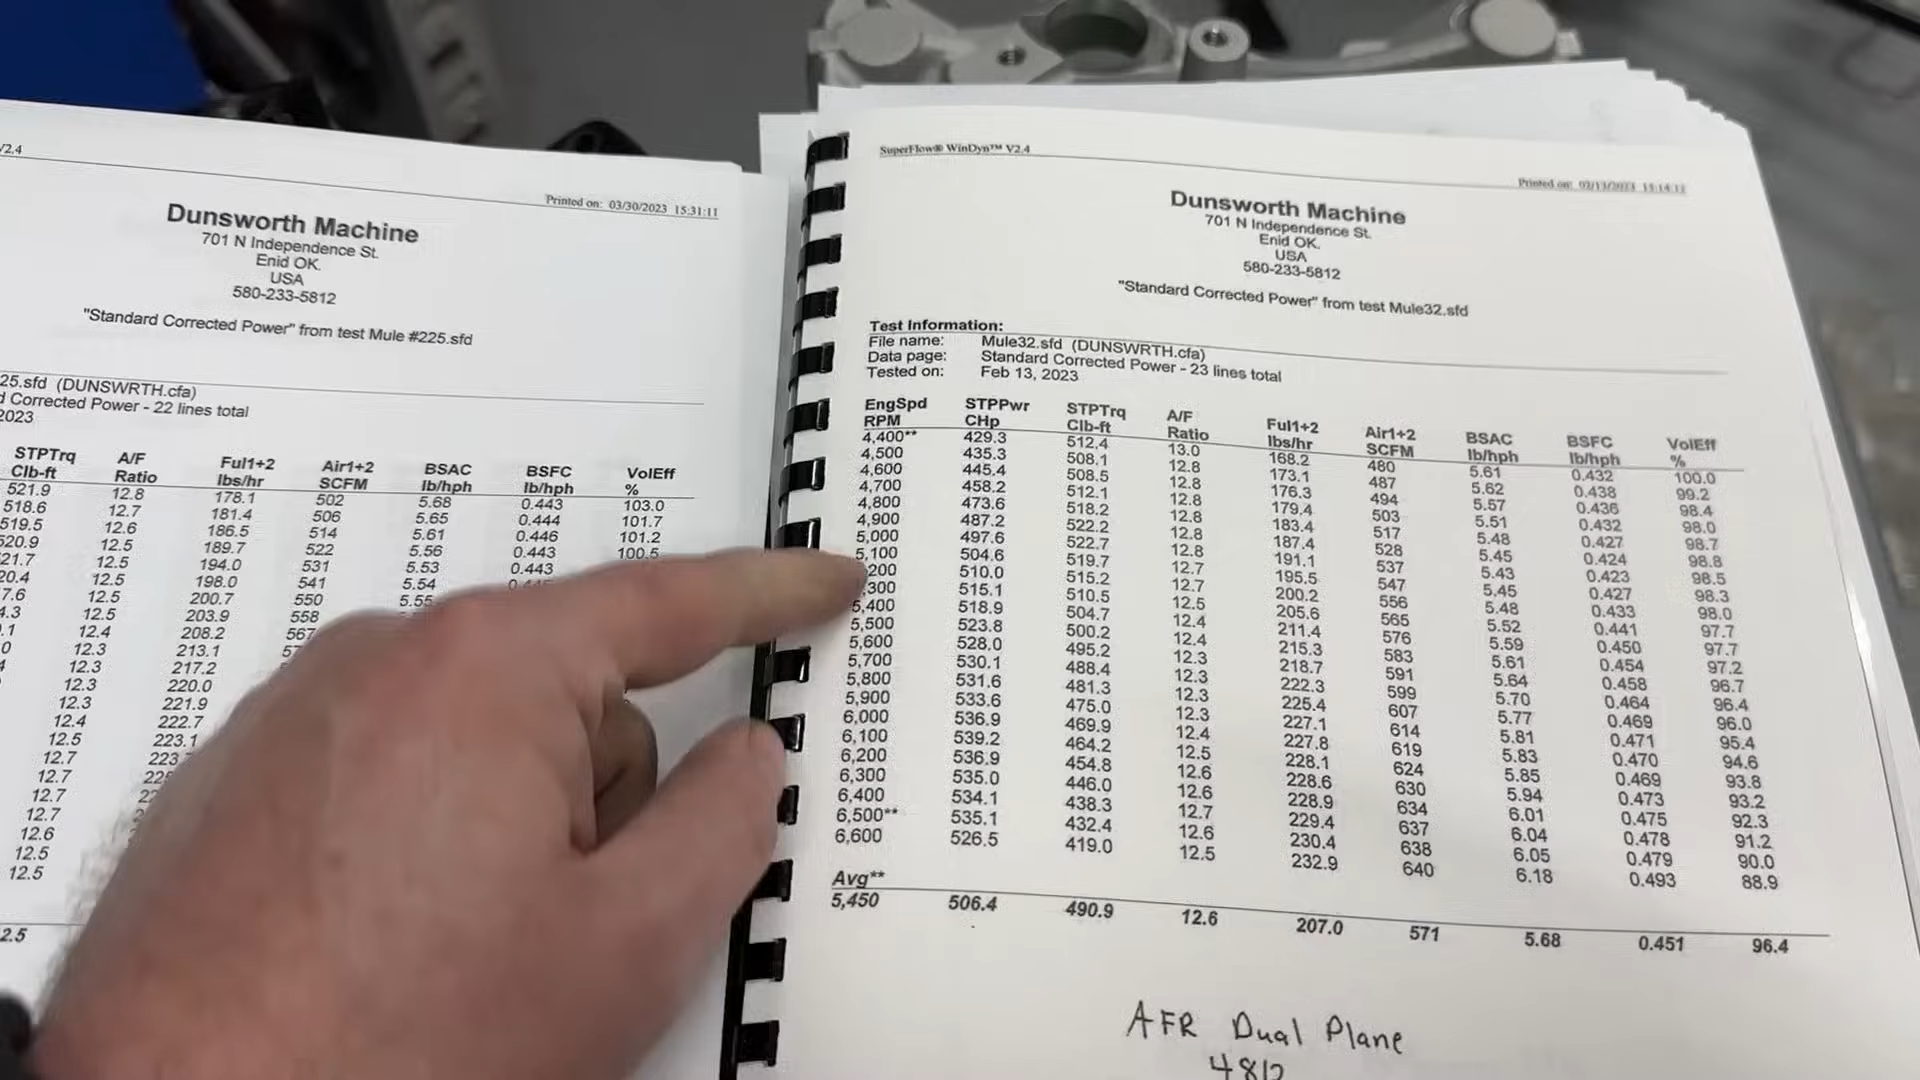 V2.4
Printed on: 03/30/2023 15:31:11
Dunsworth Machine
701 N Independence St.
Enid OK.
USA
580-233-5812
"Standard Corrected Power" from test Mule #225.sfd
25.sfd (DUNSWRTH.cfa)
d Corrected Power - 22 lines total
2023
STPTrq A/F Ful1+2 Air1+2 BSAC BSFC VolEff
Clb-ft Ratio lbs/hr SCFM lb/hph lb/hph %
521.9 12.8 178.1 502 5.68 0.443 103.0
518.6 12.7 181.4 506 5.65 0.444 101.7
519.5 12.6 186.5 514 5.61 0.446 101.2
520.9 12.5 189.7 522 5.56 0.443 100.5
21.7 12.5 194.0 531 5.53 0.443
20.4 12.5 198.0 541 5.54
7.6 12.5 200.7 550 5.55
4.3 12.5 203.9 558
.1 12.4 208.2 567
0 12.3 213.1 57
4 12.3 217.2
12.3 220.0
12.3 221.9
12.4 222.7
12.5 223.1
12.7 223
12.7
12.7
12.7
12.6
12.5
12.5
2.5
SuperFlow® WinDyn™ V2.4
Printed on: 02/13/2023 15:14:12
Dunsworth Machine
701 N Independence St.
Enid OK.
USA
580-233-5812
"Standard Corrected Power" from test Mule32.sfd
Test Information:
File name: Mule32.sfd (DUNSWRTH.cfa)
Data page: Standard Corrected Power - 23 lines total
Tested on: Feb 13, 2023
EngSpd STPPwr STPTrq A/F Ful1+2 Air1+2 BSAC BSFC VolEff
RPM CHp Clb-ft Ratio lbs/hr SCFM lb/hph lb/hph %
4,400** 429.3 512.4 13.0 168.2 480 5.61 0.432 100.0
4,500 435.3 508.1 12.8 173.1 487 5.62 0.438 99.2
4,600 445.4 508.5 12.8 176.3 494 5.57 0.436 98.4
4,700 458.2 512.1 12.8 179.4 503 5.51 0.432 98.0
4,800 473.6 518.2 12.8 183.4 517 5.48 0.427 98.7
4,900 487.2 522.2 12.8 187.4 528 5.45 0.424 98.8
5,000 497.6 522.7 12.8 191.1 537 5.43 0.423 98.5
5,100 504.6 519.7 12.7 195.5 547 5.45 0.427 98.3
200 510.0 515.2 12.7 200.2 556 5.48 0.433 98.0
,300 515.1 510.5 12.5 205.6 565 5.52 0.441 97.7
5,400 518.9 504.7 12.4 211.4 576 5.59 0.450 97.7
5,500 523.8 500.2 12.4 215.3 583 5.61 0.454 97.2
5,600 528.0 495.2 12.3 218.7 591 5.64 0.458 96.7
5,700 530.1 488.4 12.3 222.3 599 5.70 0.464 96.4
5,800 531.6 481.3 12.3 225.4 607 5.77 0.469 96.0
5,900 533.6 475.0 12.3 227.1 614 5.81 0.471 95.4
6,000 536.9 469.9 12.4 227.8 619 5.83 0.470 94.6
6,100 539.2 464.2 12.5 228.1 624 5.85 0.469 93.8
6,200 536.9 454.8 12.6 228.6 630 5.94 0.473 93.2
6,300 535.0 446.0 12.6 228.9 634 6.01 0.475 92.3
6,400 534.1 438.3 12.7 229.4 637 6.04 0.478 91.2
6,500** 535.1 432.4 12.6 230.4 638 6.05 0.479 90.0
6,600 526.5 419.0 12.5 232.9 640 6.18 0.493 88.9
Avg**
5,450 506.4 490.9 12.6 207.0 571 5.68 0.451 96.4
AFR Dual Plane
4812